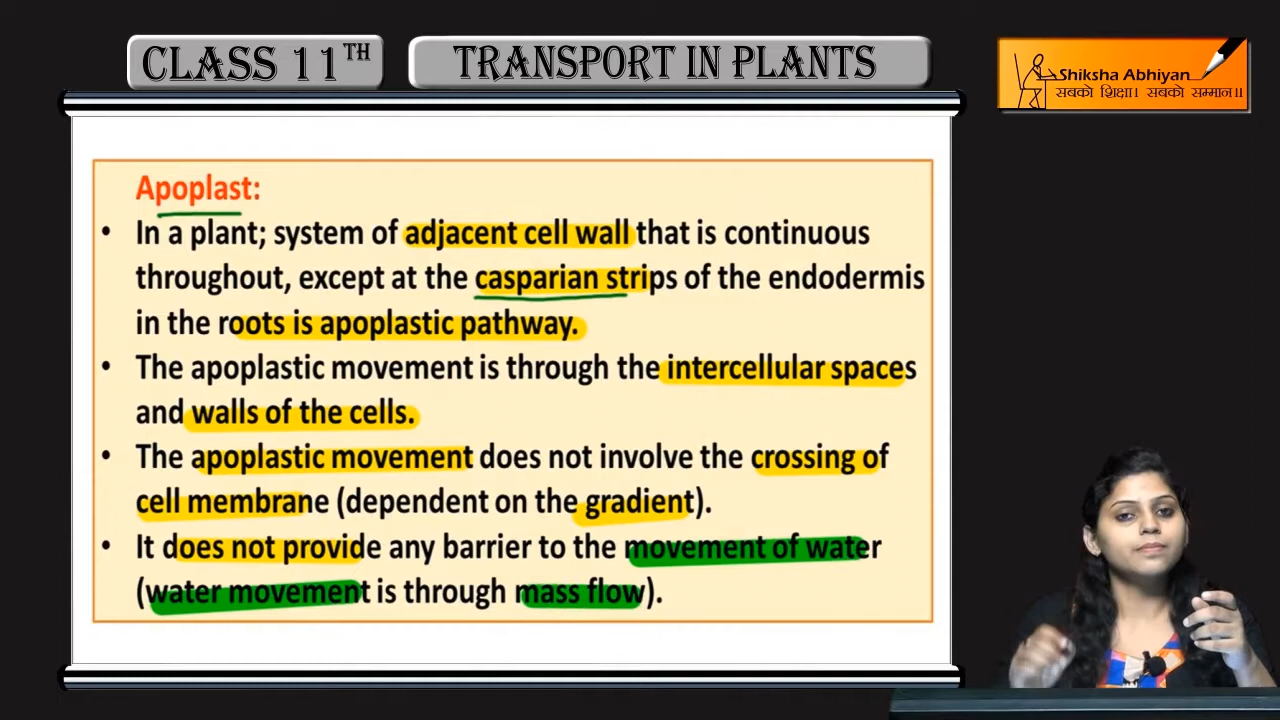 CLASS 11TH
TRANSPORT IN PLANTS
Shiksha Abhiyan
सबको शिक्षा। सबको सम्मान॥
Apoplast:
• In a plant; system of adjacent cell wall that is continuous
throughout, except at the casparian strips of the endodermis
in the roots is apoplastic pathway.
• The apoplastic movement is through the intercellular spaces
and walls of the cells.
• The apoplastic movement does not involve the crossing of
cell membrane (dependent on the gradient).
• It does not provide any barrier to the movement of water
(water movement is through mass flow).